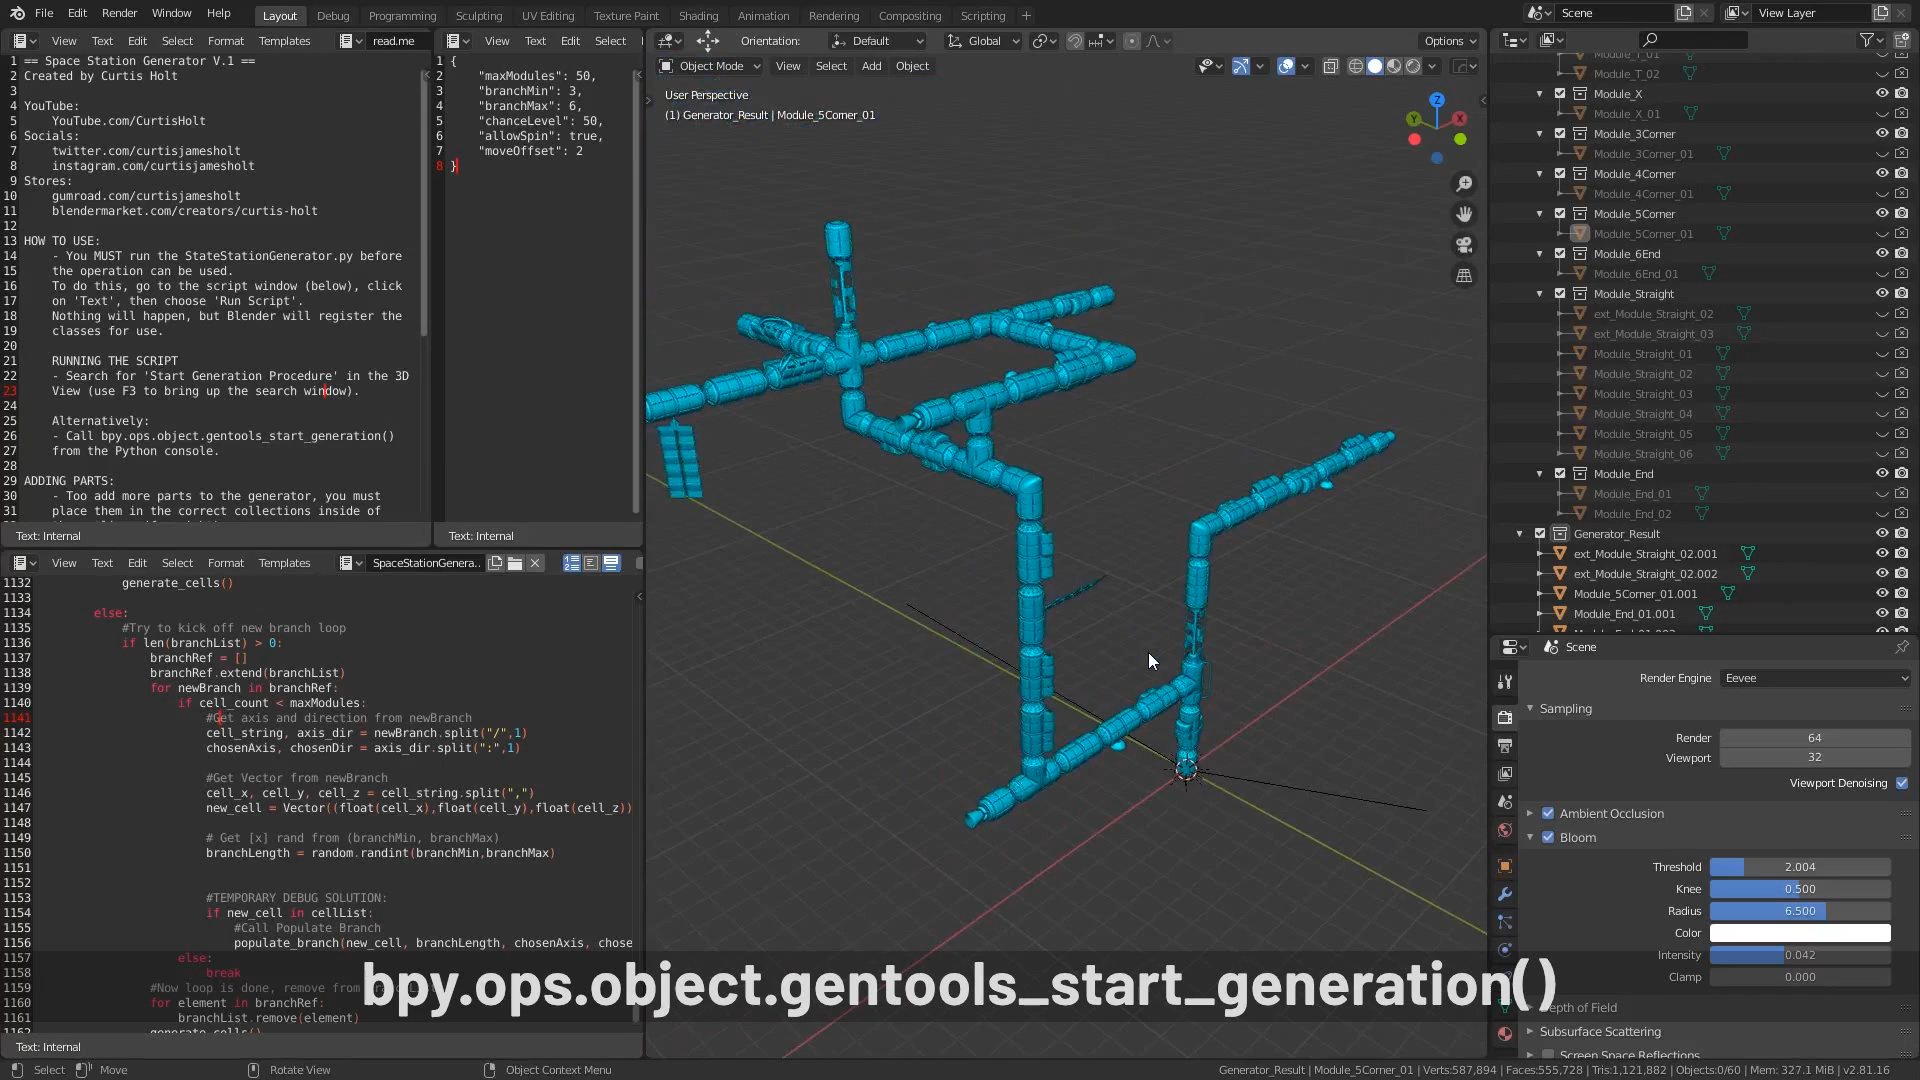 File Edit Render Window Help Layout Debug Programming Sculpting UV Editing Texture Paint Shading Animation Rendering Compositing Scripting + Scene View Layer
View Text Edit Select Format Templates read.me
1 == Space Station Generator V.1 ==
2 Created by Curtis Holt
3
4 YouTube:
5 YouTube.com/CurtisHolt
6 Socials:
7 twitter.com/curtisjamesholt
8 instagram.com/curtisjamesholt
9 Stores:
10 gumroad.com/curtisjamesholt
11 blendermarket.com/creators/curtis-holt
12
13 HOW TO USE:
14 - You MUST run the StateStationGenerator.py before
15 the operation can be used.
16 To do this, go to the script window (below), click
17 on 'Text', then choose 'Run Script'.
18 Nothing will happen, but Blender will register the
19 classes for use.
20
21 RUNNING THE SCRIPT
22 - Search for 'Start Generation Procedure' in the 3D
23 View (use F3 to bring up the search window).
24
25 Alternatively:
26 - Call bpy.ops.object.gentools_start_generation()
27 from the Python console.
28
29 ADDING PARTS:
30 - Too add more parts to the generator, you must
31 place them in the correct collections inside of
Text: Internal
View Text Edit Select
1 {
2 "maxModules": 50,
3 "branchMin": 3,
4 "branchMax": 6,
5 "chanceLevel": 50,
6 "allowSpin": true,
7 "moveOffset": 2
8 }
Text: Internal
View Text Edit Select Format Templates SpaceStationGenera..
1132 generate_cells()
1133
1134 else:
1135 #Try to kick off new branch loop
1136 if len(branchList) > 0:
1137 branchRef = []
1138 branchRef.extend(branchList)
1139 for newBranch in branchRef:
1140 if cell_count < maxModules:
1141 #Get axis and direction from newBranch
1142 cell_string, axis_dir = newBranch.split("/",1)
1143 chosenAxis, chosenDir = axis_dir.split(":",1)
1144
1145 #Get Vector from newBranch
1146 cell_x, cell_y, cell_z = cell_string.split(",")
1147 new_cell = Vector((float(cell_x),float(cell_y),float(cell_z))
1148
1149 # Get [x] rand from (branchMin, branchMax)
1150 branchLength = random.randint(branchMin,branchMax)
1151
1152
1153 #TEMPORARY DEBUG SOLUTION:
1154 if new_cell in cellList:
1155 #Call Populate Branch
1156 populate_branch(new_cell, branchLength, chosenAxis, chose
1157 else:
1158 break
1159 #Now loop is done, remove from
1160 for element in branchRef:
1161 branchList.remove(element)
1162 generate_cells()
Text: Internal
Orientation: Default Global Options
Object Mode View Select Add Object
User Perspective
(1) Generator_Result | Module_5Corner_01
Z
Y X
bpy.ops.object.gentools_start_generation()
Module_T_01
Module_T_02
Module_X
Module_X_01
Module_3Corner
Module_3Corner_01
Module_4Corner
Module_4Corner_01
Module_5Corner
Module_5Corner_01
Module_6End
Module_6End_01
Module_Straight
ext_Module_Straight_02
ext_Module_Straight_03
Module_Straight_01
Module_Straight_02
Module_Straight_03
Module_Straight_04
Module_Straight_05
Module_Straight_06
Module_End
Module_End_01
Module_End_02
Generator_Result
ext_Module_Straight_02.001
ext_Module_Straight_02.002
Module_5Corner_01.001
Module_End_01.001
Scene
Render Engine Eevee
Sampling
Render 64
Viewport 32
Viewport Denoising
Ambient Occlusion
Bloom
Threshold 2.004
Knee 0.500
Radius 6.500
Color
Intensity 0.042
Clamp 0.000
Depth of Field
Subsurface Scattering
Screen Space Reflections
Select Move Rotate View Object Context Menu Generator_Result | Module_5Corner_01 | Verts:587,894 | Faces:555,728 | Tris:1,121,882 | Objects:0/60 | Mem: 327.1 MiB | v2.81.16